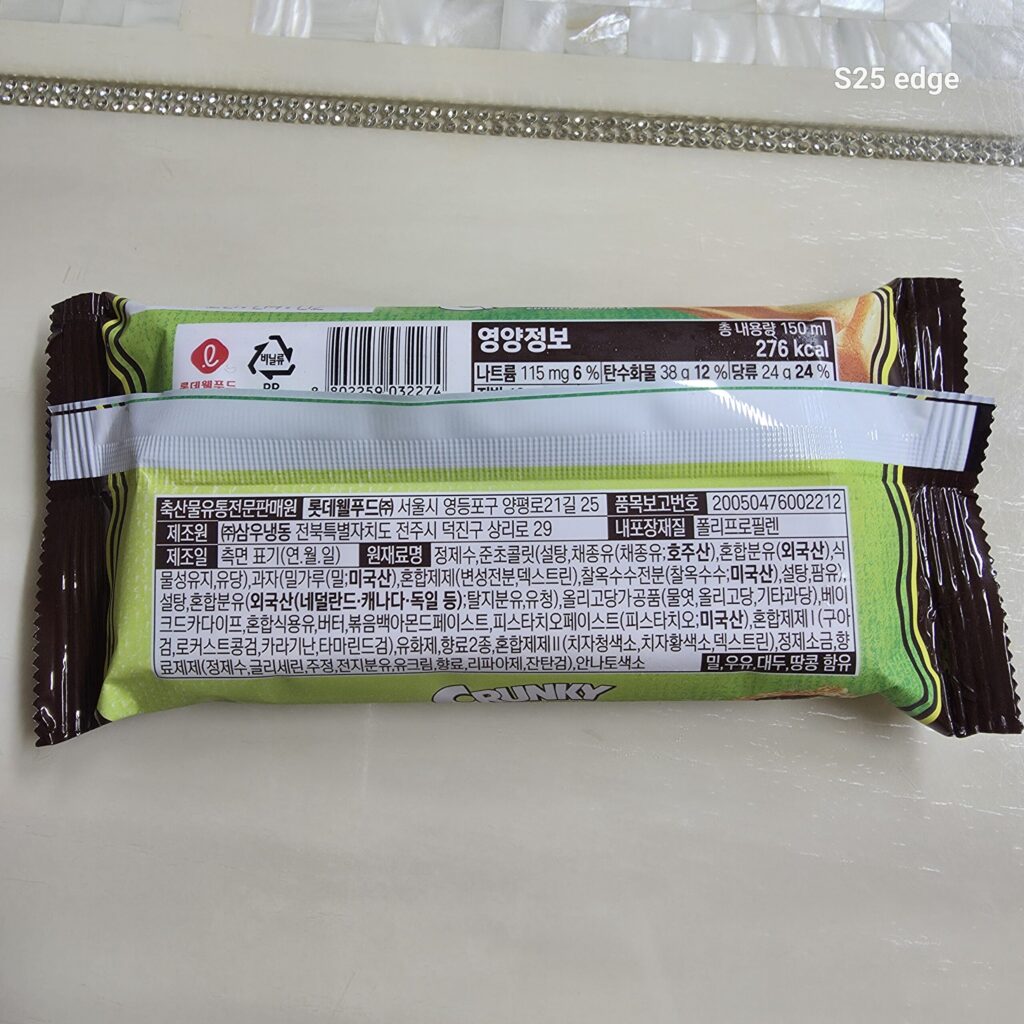 S25 edge
롯데웰푸드
비닐류
PP
8 802259 032274
영양정보
총 내용량 150 ml
276 kcal
나트륨 115 mg 6 % 탄수화물 38 g 12 % 당류 24 g 24 %
축산물유통전문판매원 롯데웰푸드㈜ 서울시 영등포구 양평로21길 25 품목보고번호 20050476002212
제조원 ㈜삼우냉동 전북특별자치도 전주시 덕진구 상리로 29 내포장재질 폴리프로필렌
제조일 측면 표기(연.월.일) 원재료명 정제수,준초콜릿(설탕,채종유(채종유:호주산),혼합분유(외국산),식
물성유지,유당),과자(밀가루(밀;미국산),혼합제제(변성전분,덱스트린),찰옥수수전분(찰옥수수;미국산),설탕,팜유),
설탕,혼합분유(외국산(네덜란드·캐나다·독일 등);탈지분유,유청),올리고당가공품(물엿,올리고당,기타과당),베이
크드카다이프,혼합식용유,버터,볶음백아몬드페이스트,피스타치오페이스트(피스타치오;미국산),혼합제제Ⅰ(구아
검,로커스트콩검,카라기난,타마린드검),유화제,향료2종,혼합제제Ⅱ(치자청색소,치자황색소,덱스트린),정제소금,향
료제제(정제수,글리세린,주정,전지분유,유크림,향료,리파아제,잔탄검),안나토색소
밀,우유,대두,땅콩 함유
CRUNKY